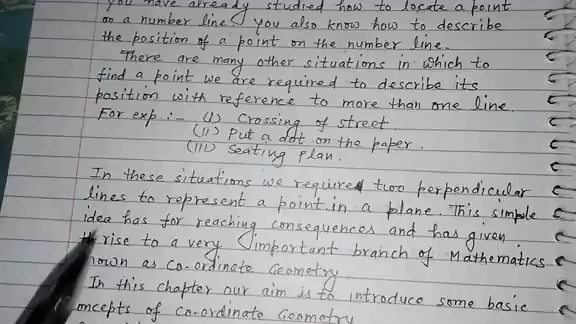 you have already studied how to locate a point
on a number line you also know how to describe
the position of a point on the number line.
There are many other situations in which to
find a point we are required to describe its
position with reference to more than one line.
For exp :- (I) Crossing of street.
(II) Put a dot on the paper.
(III) Seating plan.
In these situations we required two perpendicular
lines to represent a point in a plane. This simple
idea has for reaching consequences and has given
rise to a very important branch of Mathematics
nown as Co-ordinate Geometry.
In this chapter our aim is to introduce some basic
oncepts of co-ordinate Geometry